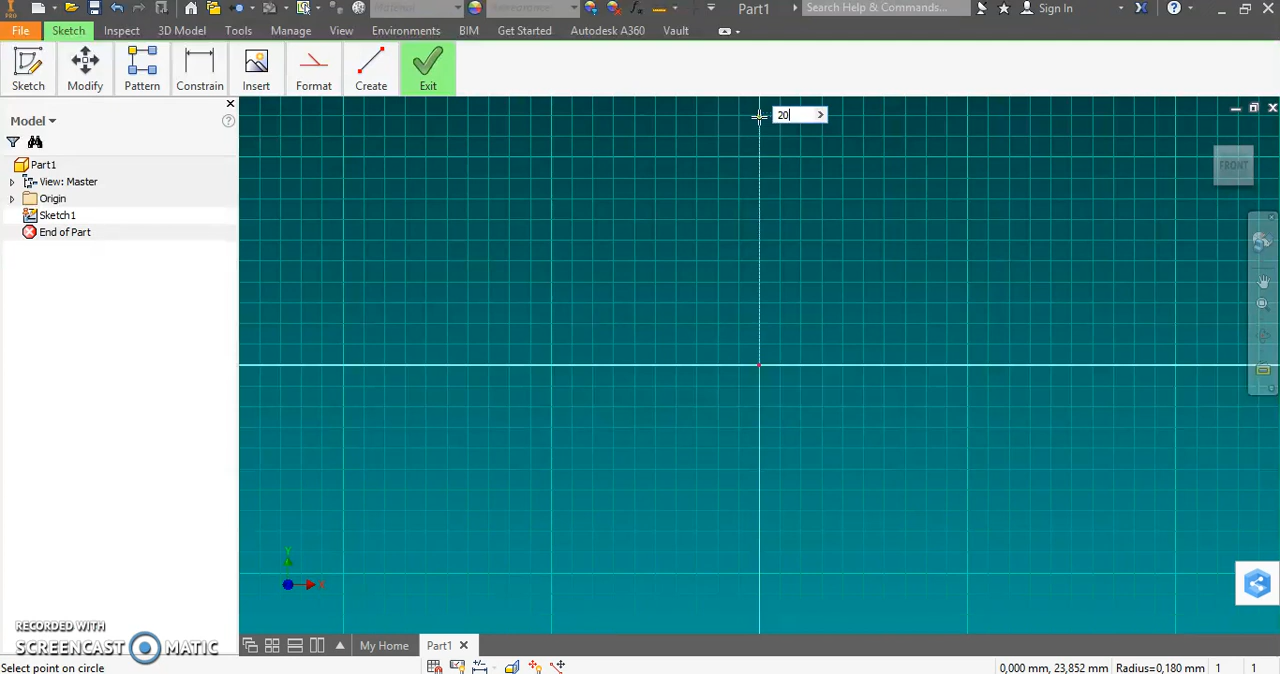 PRO
Material
Appearance
Part1
Search Help & Commands...
Sign In
File
Sketch
Inspect
3D Model
Tools
Manage
View
Environments
BIM
Get Started
Autodesk A360
Vault
Sketch
Modify
Pattern
Constrain
Insert
Format
Create
Exit
Model
Part1
View: Master
Origin
Sketch1
End of Part
20
FRONT
Y
X
RECORDED WITH
SCREENCAST MATIC
My Home
Part1
Select point on circle
0,000 mm, 23,852 mm
Radius=0,180 mm
1
1